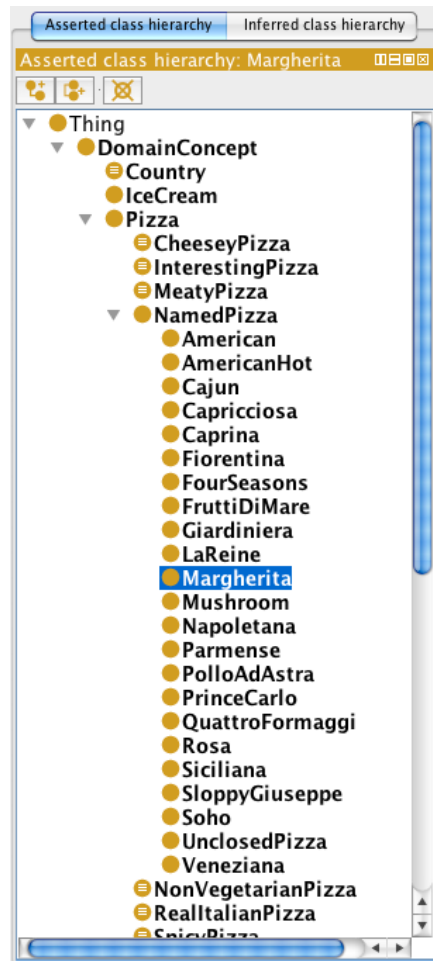 Asserted class hierarchy Inferred class hierarchy
Asserted class hierarchy: Margherita
Thing
DomainConcept
Country
IceCream
Pizza
CheeseyPizza
InterestingPizza
MeatyPizza
NamedPizza
American
AmericanHot
Cajun
Capricciosa
Caprina
Fiorentina
FourSeasons
FruttiDiMare
Giardiniera
LaReine
Margherita
Mushroom
Napoletana
Parmense
PolloAdAstra
PrinceCarlo
QuattroFormaggi
Rosa
Siciliana
SloppyGiuseppe
Soho
UnclosedPizza
Veneziana
NonVegetarianPizza
RealItalianPizza
SpicyPizza